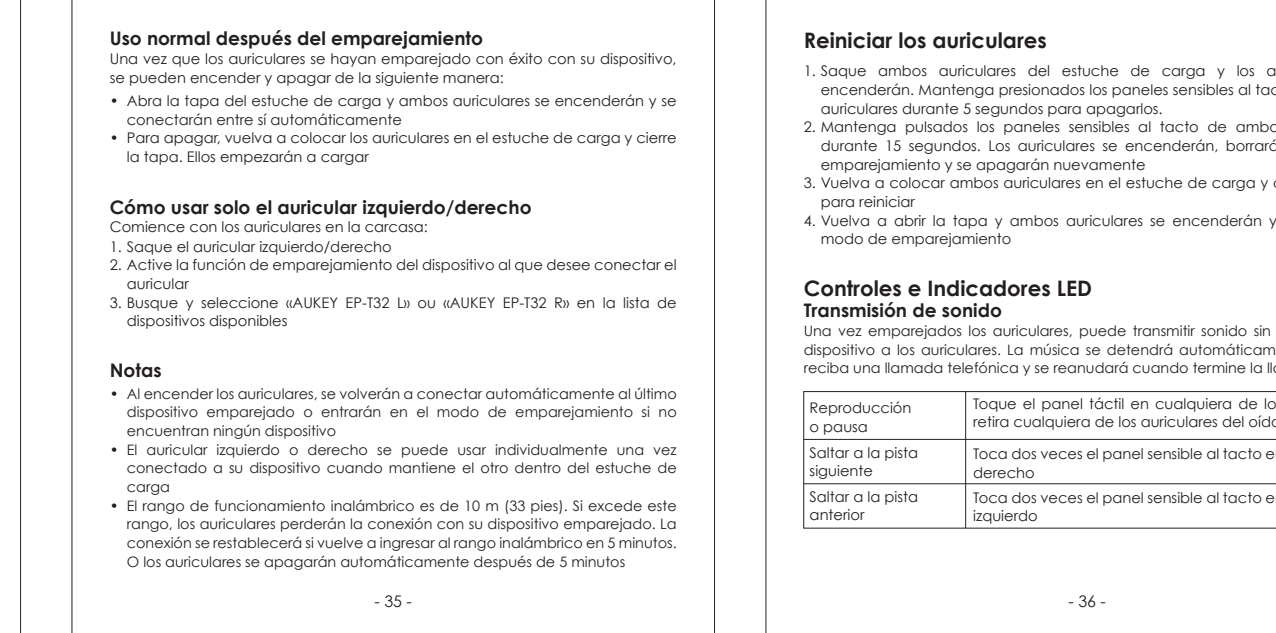 Uso normal después del emparejamiento
Una vez que los auriculares se hayan emparejado con éxito con su dispositivo,
se pueden encender y apagar de la siguiente manera:
• Abra la tapa del estuche de carga y ambos auriculares se encenderán y se
conectarán entre sí automáticamente
• Para apagar, vuelva a colocar los auriculares en el estuche de carga y cierre
la tapa. Ellos empezarán a cargar
Cómo usar solo el auricular izquierdo/derecho
Comience con los auriculares en la carcasa:
1. Saque el auricular izquierdo/derecho
2. Active la función de emparejamiento del dispositivo al que desee conectar el
auricular
3. Busque y seleccione «AUKEY EP-T32 L» ou «AUKEY EP-T32 R» en la lista de
dispositivos disponibles
Notas
• Al encender los auriculares, se volverán a conectar automáticamente al último
dispositivo emparejado o entrarán en el modo de emparejamiento si no
encuentran ningún dispositivo
• El auricular izquierdo o derecho se puede usar individualmente una vez
conectado a su dispositivo cuando mantiene el otro dentro del estuche de
carga
• El rango de funcionamiento inalámbrico es de 10 m (33 pies). Si excede este
rango, los auriculares perderán la conexión con su dispositivo emparejado. La
conexión se restablecerá si vuelve a ingresar al rango inalámbrico en 5 minutos.
O los auriculares se apagarán automáticamente después de 5 minutos
- 35 -
Reiniciar los auriculares
1. Saque ambos auriculares del estuche de carga y los
encenderán. Mantenga presionados los paneles sensibles al
auriculares durante 5 segundos para apagarlos.
2. Mantenga pulsados los paneles sensibles al tacto de
durante 15 segundos. Los auriculares se encenderán,
emparejamiento y se apagarán nuevamente
3. Vuelva a colocar ambos auriculares en el estuche de carga y
para reiniciar
4. Vuelva a abrir la tapa y ambos auriculares se encenderán y
modo de emparejamiento
Controles e Indicadores LED
Transmisión de sonido
Una vez emparejados los auriculares, puede transmitir sonido sin
dispositivo a los auriculares. La música se detendrá
reciba una llamada telefónica y se reanudará cuando termine la
Reproducción
o pausa
Toque el panel táctil en cualquiera de
retira cualquiera de los auriculares del
Saltar a la pista
siguiente
Toca dos veces el panel sensible al tacto
derecho
Saltar a la pista
anterior
Toca dos veces el panel sensible al tacto
izquierdo
- 36 -